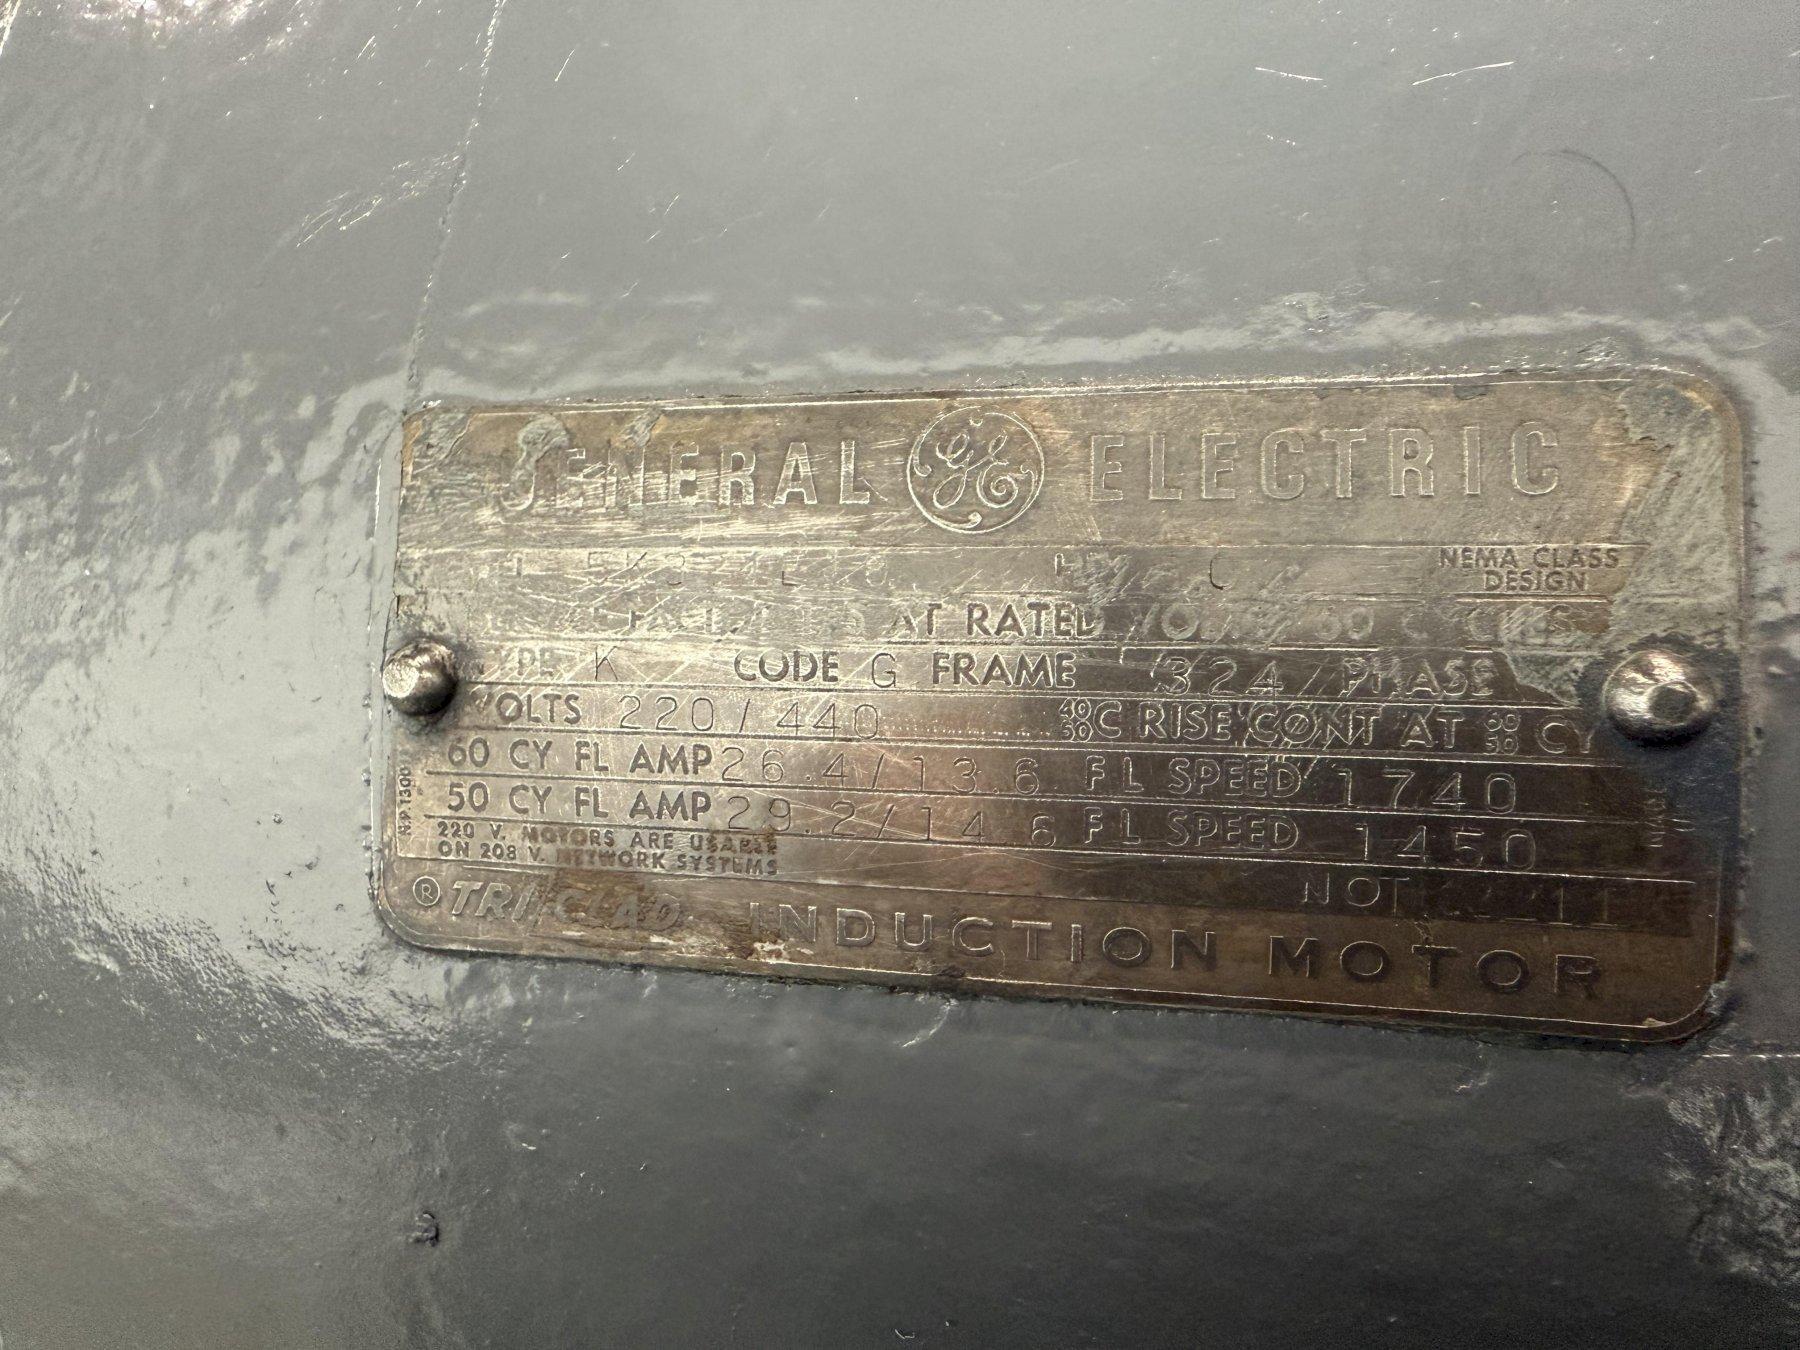 GENERAL GE ELECTRIC
NEMA CLASS
DESIGN
AT RATED
TYPE K CODE G FRAME 324 PHASE
VOLTS 220/440 40/50 C RISE CONT AT 60/50 CY
60 CY FL AMP 26.4/13.6 FL SPEED 1740
50 CY FL AMP 29.2/14.6 FL SPEED 1450
220 V. MOTORS ARE USABLE
ON 208 V. NETWORK SYSTEMS
® TRI CLAD INDUCTION MOTOR